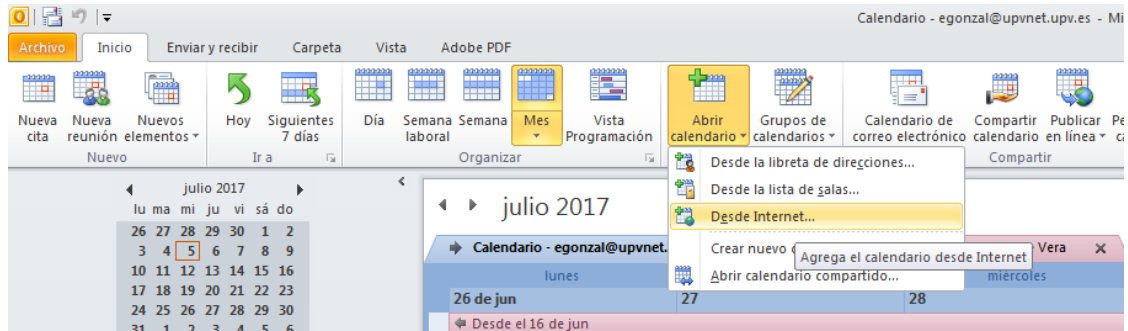 Calendario - egonzal@upvnet.upv.es - Mi
Archivo Inicio Enviar y recibir Carpeta Vista Adobe PDF
Nueva cita
Nueva reunión
Nuevos elementos
Hoy
Siguientes 7 días
Día
Semana laboral
Semana
Mes
Vista Programación
Abrir calendario
Grupos de calendarios
Calendario de correo electrónico
Compartir calendario
Publicar en línea
Pe
ca
Nuevo Ir a Organizar Compartir
Desde la libreta de direcciones...
Desde la lista de salas...
Desde Internet...
Crear nuevo c
Agrega el calendario desde Internet
Abrir calendario compartido...
julio 2017
lu ma mi ju vi sá do
26 27 28 29 30 1 2
3 4 5 6 7 8 9
10 11 12 13 14 15 16
17 18 19 20 21 22 23
24 25 26 27 28 29 30
31 1 2 3 4 5 6
julio 2017
Calendario - egonzal@upvnet. Vera
lunes miércoles
26 de jun 27 28
Desde el 16 de jun